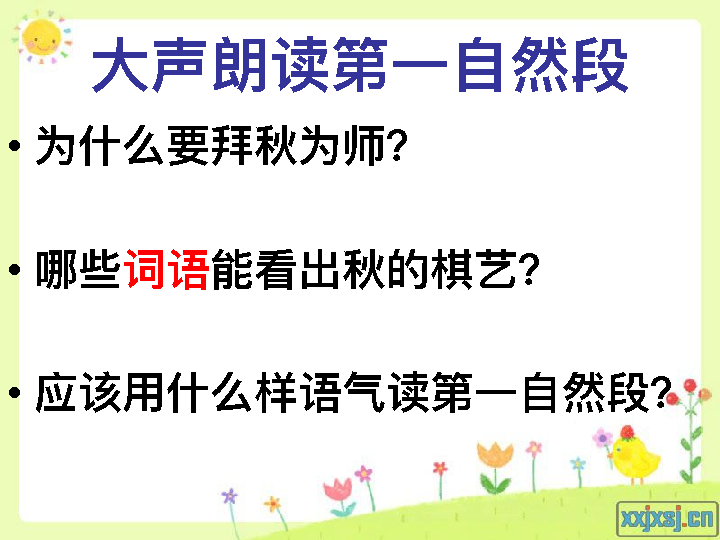 大声朗读第一自然段
• 为什么要拜秋为师?
• 哪些词语能看出秋的棋艺?
• 应该用什么样语气读第一自然段?
xxjxsj.cn